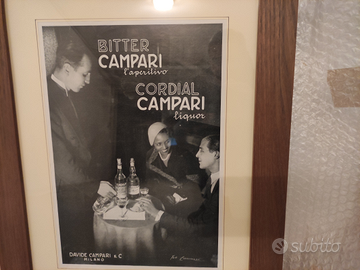 BITTER
CAMPARI
l'aperitivo
CORDIAL
CAMPARI
liquor
DAVIDE CAMPARI & C.
MILANO
subito